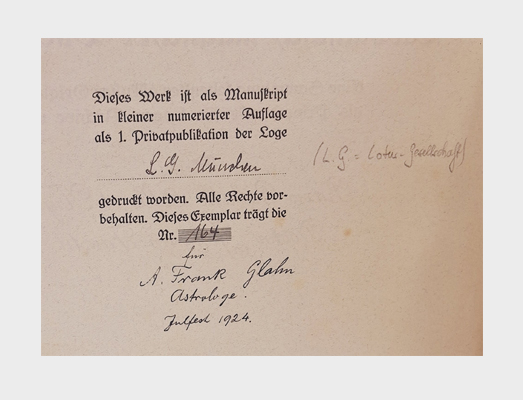 Dieses Werk ist als Manuskript
in kleiner numerierter Auflage
als 1. Privatpublikation der Loge
L. G. München
(L. G. = Lotus-Gesellschaft)
gedruckt worden. Alle Rechte vor-
behalten. Dieses Exemplar trägt die
Nr. 164
für
A. Frank Glahn
Astrologe.
Julfest 1924.